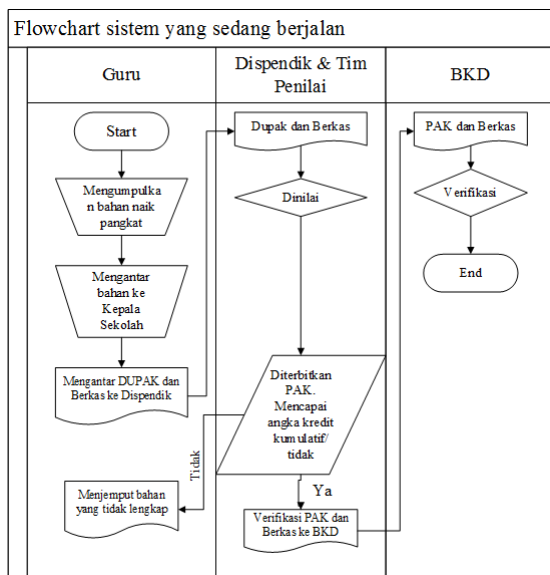 Flowchart sistem yang sedang berjalan
Guru
Dispendik & Tim
Penilai
BKD
Start
Mengumpulka
n bahan naik
pangkat
Mengantar
bahan ke
Kepala
Sekolah
Mengantar DUPAK dan
Berkas ke Dispendik
Menjemput bahan
yang tidak lengkap
Tidak
Dupak dan Berkas
Dinilai
Diterbitkan
PAK.
Mencapai
angka kredit
kumulatif/
tidak
Ya
Verifikasi PAK dan
Berkas ke BKD
PAK dan Berkas
Verifikasi
End